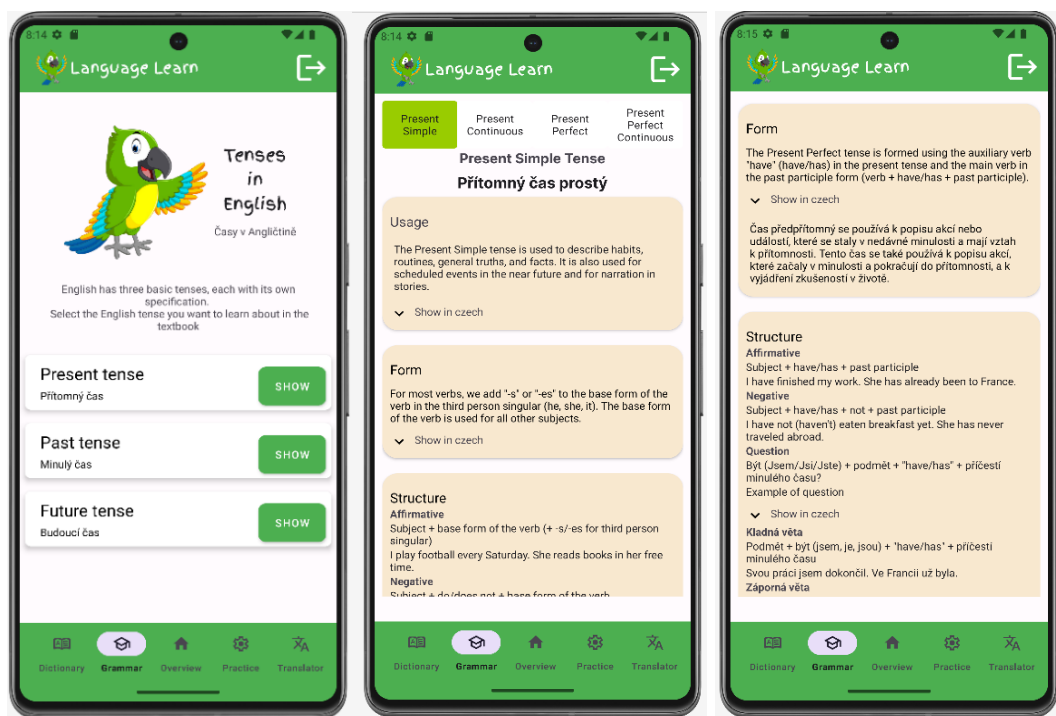 8:14
Language Learn
Tenses
in
English
Časy v Angličtině
English has three basic tenses, each with its own
specification.
Select the English tense you want to learn about in the
textbook
Present tense
Přítomný čas
SHOW
Past tense
Minulý čas
SHOW
Future tense
Budoucí čas
SHOW
Dictionary
Grammar
Overview
Practice
Translator
8:14
Language Learn
Present
Simple
Present
Continuous
Present
Perfect
Present
Perfect
Continuous
Present Simple Tense
Přítomný čas prostý
Usage
The Present Simple tense is used to describe habits,
routines, general truths, and facts. It is also used for
scheduled events in the near future and for narration in
stories.
Show in czech
Form
For most verbs, we add "-s" or "-es" to the base form of the
verb in the third person singular (he, she, it). The base form
of the verb is used for all other subjects.
Show in czech
Structure
Affirmative
Subject + base form of the verb (+ -s/-es for third person
singular)
I play football every Saturday. She reads books in her free
time.
Negative
Subject + do/does not + base form of the verb
Dictionary
Grammar
Overview
Practice
Translator
8:15
Language Learn
Form
The Present Perfect tense is formed using the auxiliary verb
"have" (have/has) in the present tense and the main verb in
the past participle form (verb + have/has + past participle).
Show in czech
Čas předpřítomný se používá k popisu akcí nebo
událostí, které se staly v nedávné minulosti a mají vztah
k přítomnosti. Tento čas se také používá k popisu akcí,
které začaly v minulosti a pokračují do přítomnosti, a k
vyjádření zkušeností v životě.
Structure
Affirmative
Subject + have/has + past participle
I have finished my work. She has already been to France.
Negative
Subject + have/has + not + past participle
I have not (haven't) eaten breakfast yet. She has never
traveled abroad.
Question
Být (Jsem/Jsi/Jste) + podmět + "have/has" + příčestí
minulého času?
Example of question
Show in czech
Kladná věta
Podmět + být (jsem, je, jsou) + "have/has" + příčestí
minulého času
Svou práci jsem dokončil. Ve Francii už byla.
Záporná věta
Dictionary
Grammar
Overview
Practice
Translator